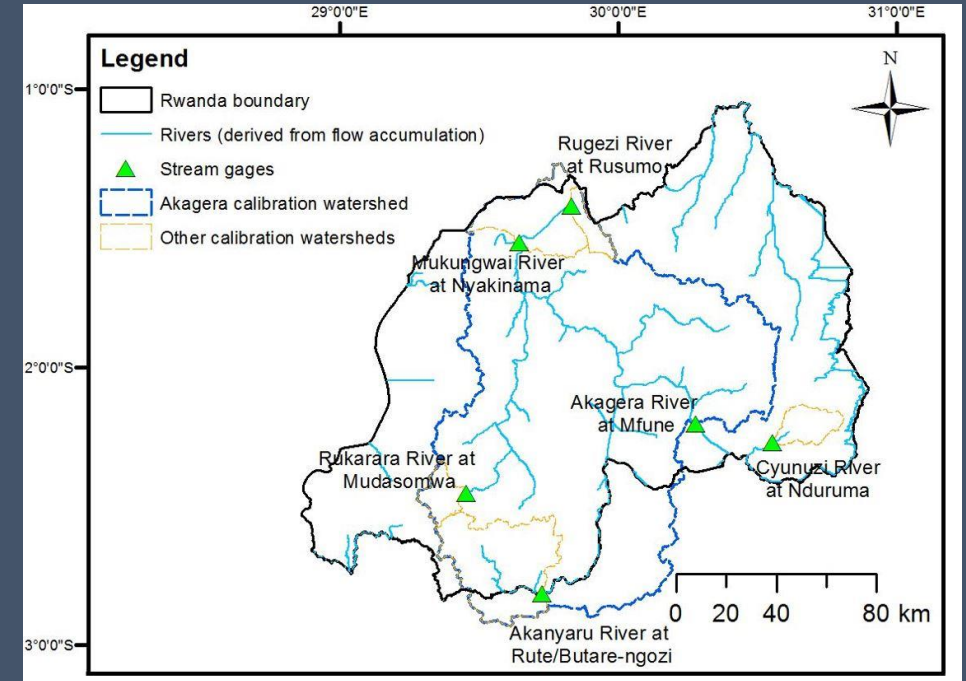 29°0'0"E
30°0'0"E
31°0'0"E
1°0'0"S
2°0'0"S
3°0'0"S
Legend
Rwanda boundary
Rivers (derived from flow accumulation)
Stream gages
Akagera calibration watershed
Other calibration watersheds
N
Rugezi River
at Rusumo
Mukungwai River
at Nyakinama
Akagera River
at Mfune
Rukarara River at
Mudasomwa
Cyunuzi River
at Nduruma
Akanyaru River at
Rute/Butare-ngozi
0 20 40 80 km